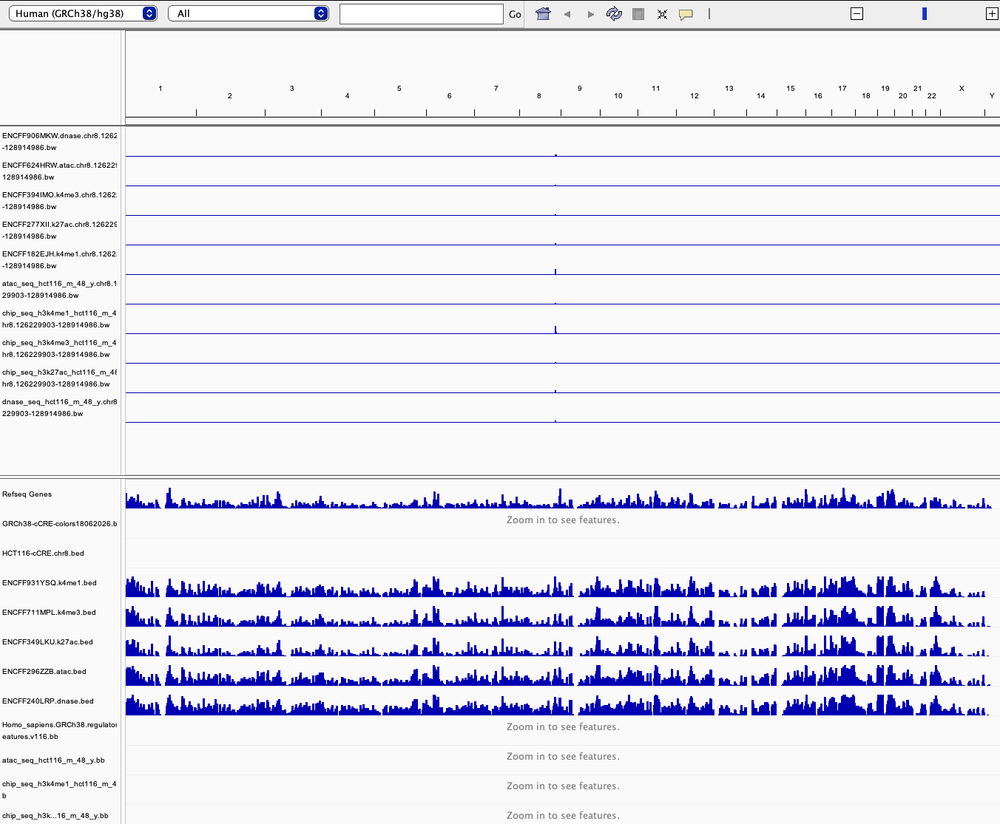 Human (GRCh38/hg38) All Go
1 2 3 4 5 6 7 8 9 10 11 12 13 14 15 16 17 18 19 20 21 22 X Y
ENCFF906MKW.dnase.chr8.1262
-128914986.bw
ENCFF624HRW.atac.chr8.12622
128914986.bw
ENCFF394IMO.k4me3.chr8.1262
-128914986.bw
ENCFF277XII.k27ac.chr8.126229
-128914986.bw
ENCFF182EJH.k4me1.chr8.1262
-128914986.bw
atac_seq_hct116_m_48_y.chr8.1
29903-128914986.bw
chip_seq_h3k4me1_hct116_m_4
hr8.126229903-128914986.bw
chip_seq_h3k4me3_hct116_m_4
hr8.126229903-128914986.bw
chip_seq_h3k27ac_hct116_m_48
hr8.126229903-128914986.bw
dnase_seq_hct116_m_48_y.chr8
229903-128914986.bw
Refseq Genes
GRCh38-cCRE-colors18062026.b
Zoom in to see features.
HCT116-cCRE.chr8.bed
ENCFF931YSQ.k4me1.bed
ENCFF711MPL.k4me3.bed
ENCFF349LKU.k27ac.bed
ENCFF296ZZB.atac.bed
ENCFF240LRP.dnase.bed
Homo_sapiens.GRCh38.regulator
eatures.v116.bb
Zoom in to see features.
atac_seq_hct116_m_48_y.bb
Zoom in to see features.
chip_seq_h3k4me1_hct116_m_4
b
Zoom in to see features.
chip_seq_h3k...16_m_48_y.bb
Zoom in to see features.